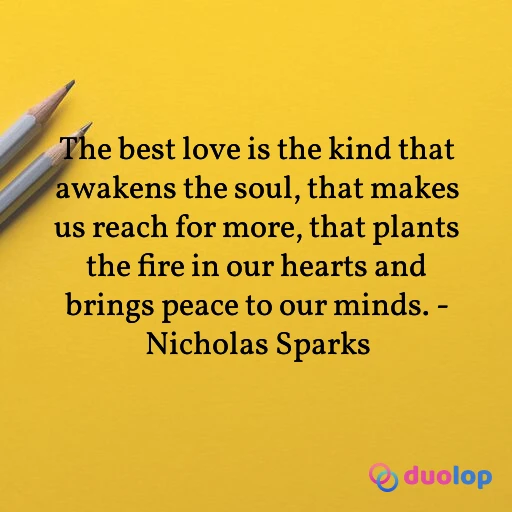 The best love is the kind that
awakens the soul, that makes
us reach for more, that plants
the fire in our hearts and
brings peace to our minds. -
Nicholas Sparks
duolop